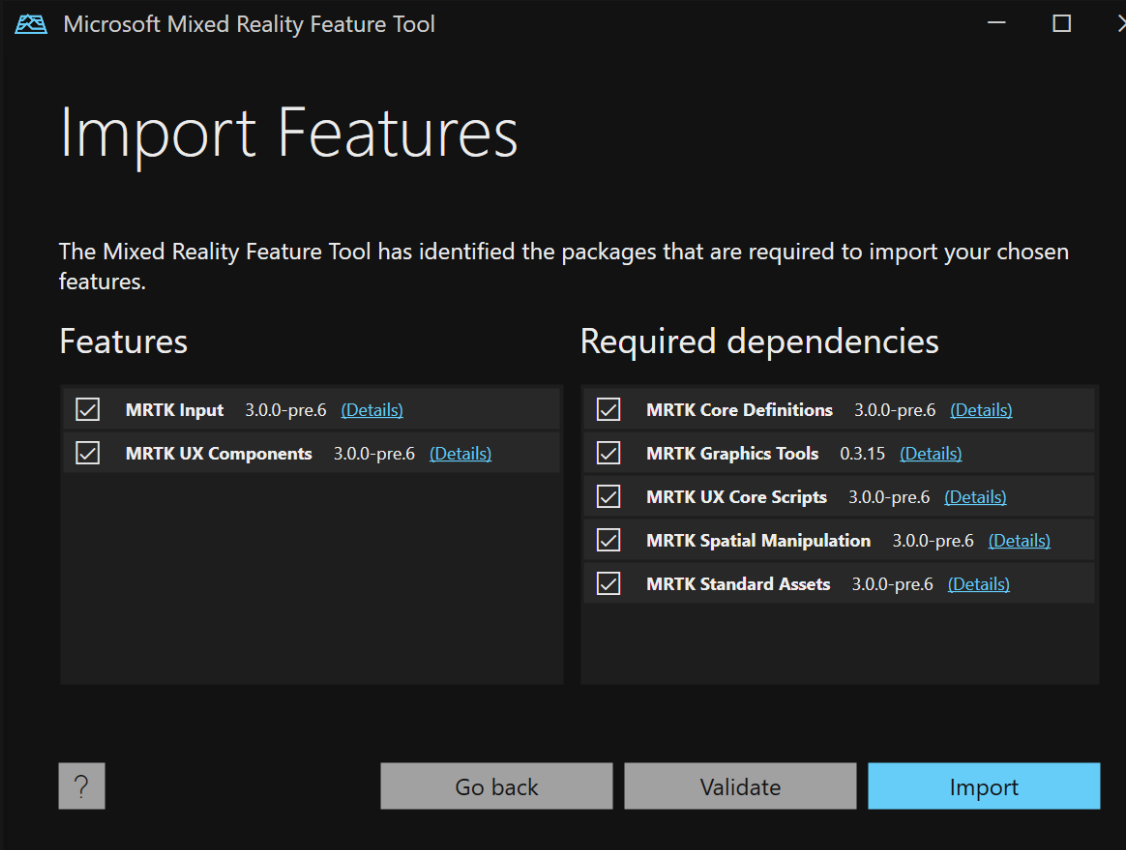 Microsoft Mixed Reality Feature Tool
Import Features
The Mixed Reality Feature Tool has identified the packages that are required to import your chosen
features.
Features
MRTK Input 3.0.0-pre.6 (Details)
MRTK UX Components 3.0.0-pre.6 (Details)
Required dependencies
MRTK Core Definitions 3.0.0-pre.6 (Details)
MRTK Graphics Tools 0.3.15 (Details)
MRTK UX Core Scripts 3.0.0-pre.6 (Details)
MRTK Spatial Manipulation 3.0.0-pre.6 (Details)
MRTK Standard Assets 3.0.0-pre.6 (Details)
?
Go back
Validate
Import